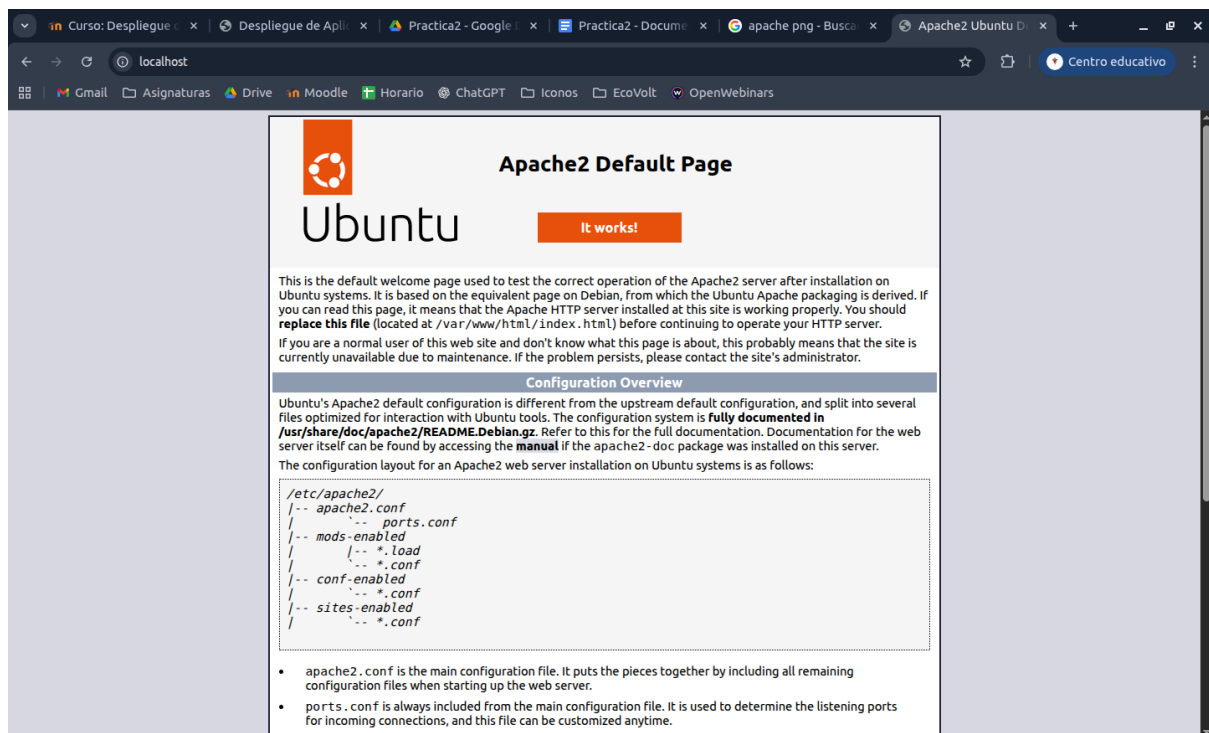 Curso: Despliegue d
Despliegue de Aplic
Practica2 - Google D
Practica2 - Docume
apache png - Busca
Apache2 Ubuntu De
localhost
Centro educativo
Gmail
Asignaturas
Drive
Moodle
Horario
ChatGPT
Iconos
EcoVolt
OpenWebinars
Apache2 Default Page
Ubuntu
It works!
This is the default welcome page used to test the correct operation of the Apache2 server after installation on
Ubuntu systems. It is based on the equivalent page on Debian, from which the Ubuntu Apache packaging is derived. If
you can read this page, it means that the Apache HTTP server installed at this site is working properly. You should
replace this file (located at /var/www/html/index.html) before continuing to operate your HTTP server.
If you are a normal user of this web site and don't know what this page is about, this probably means that the site is
currently unavailable due to maintenance. If the problem persists, please contact the site's administrator.
Configuration Overview
Ubuntu's Apache2 default configuration is different from the upstream default configuration, and split into several
files optimized for interaction with Ubuntu tools. The configuration system is fully documented in
/usr/share/doc/apache2/README.Debian.gz. Refer to this for the full documentation. Documentation for the web
server itself can be found by accessing the manual if the apache2-doc package was installed on this server.
The configuration layout for an Apache2 web server installation on Ubuntu systems is as follows:
/etc/apache2/
|-- apache2.conf
|       `--  ports.conf
|-- mods-enabled
|       |-- *.load
|       `-- *.conf
|-- conf-enabled
|       `-- *.conf
|-- sites-enabled
|       `-- *.conf
• apache2.conf is the main configuration file. It puts the pieces together by including all remaining
configuration files when starting up the web server.
• ports.conf is always included from the main configuration file. It is used to determine the listening ports
for incoming connections, and this file can be customized anytime.